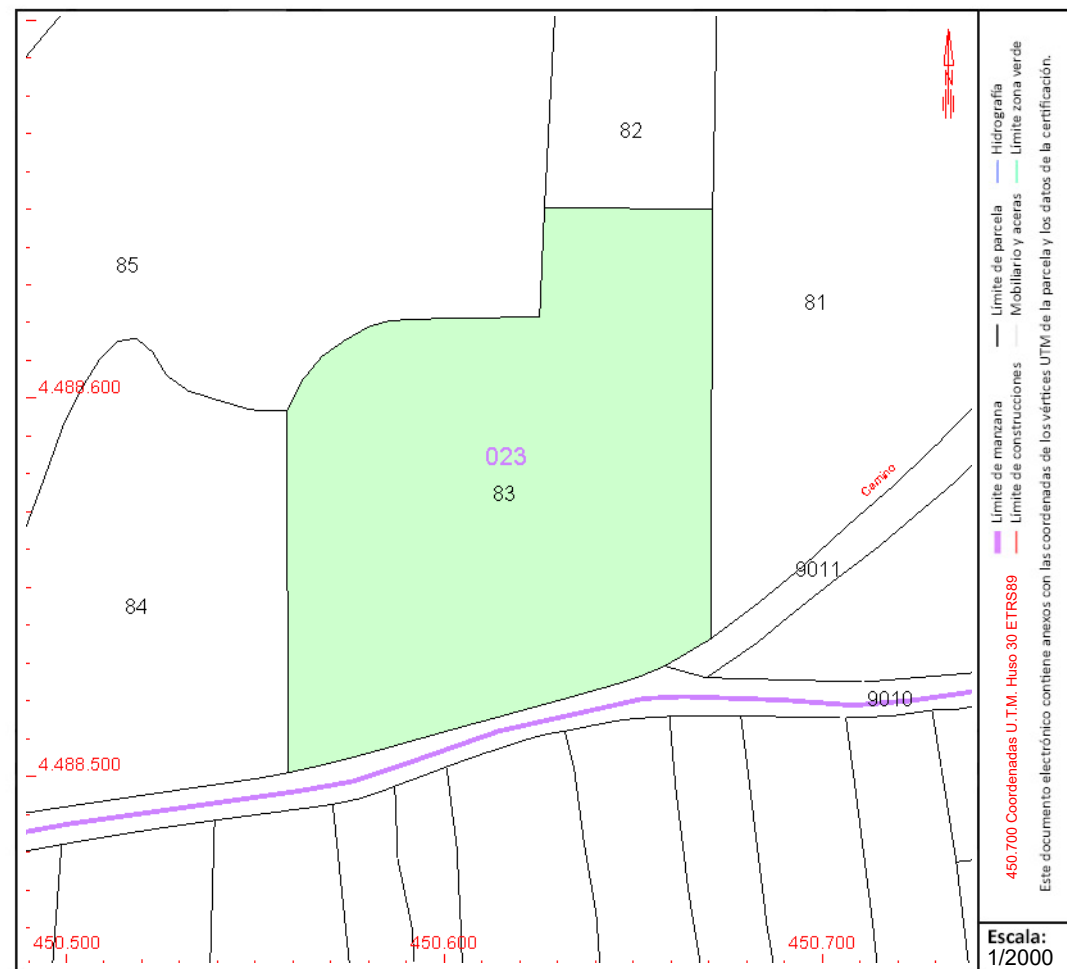 82
85
81
4.488.600
023
83
Camino
9011
84
9010
4.488.500
450.500
450.600
450.700
N
450.700 Coordenadas U.T.M. Huso 30 ETRS89
Límite de manzana
Límite de parcela
Hidrografía
Límite de construcciones
Mobiliario y aceras
Límite zona verde
Este documento electrónico contiene anexos con las coordenadas de los vértices UTM de la parcela y los datos de la certificación.
Escala:
1/2000